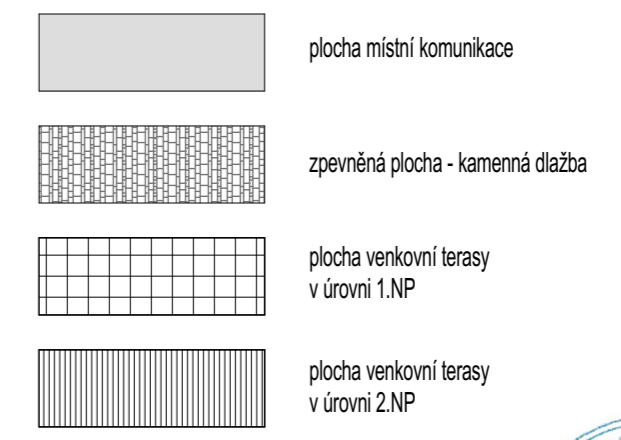 plocha místní komunikace
zpevněná plocha - kamenná dlažba
plocha venkovní terasy
v úrovni 1.NP
plocha venkovní terasy
v úrovni 2.NP